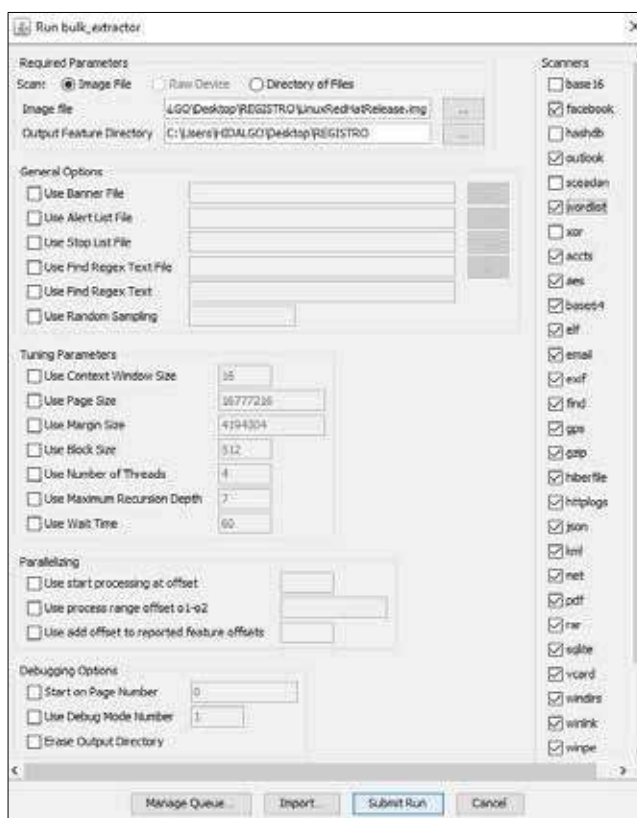 Run bulk_extractor
Required Parameters
Scan: Image File Raw Device Directory of Files
Image file .GO\Desktop\REGISTRO\LinuxRedHatRelease.img ...
Output Feature Directory C:\Users\HIDALGO\Desktop\REGISTRO ...
General Options
Use Banner File
Use Alert List File
Use Stop List File
Use Find Regex Text File
Use Find Regex Text
Use Random Sampling
Tuning Parameters
Use Context Window Size 16
Use Page Size 16777216
Use Margin Size 4194304
Use Block Size 512
Use Number of Threads 4
Use Maximum Recursion Depth 7
Use Wait Time 60
Parallelizing
Use start processing at offset
Use process range offset o1-o2
Use add offset to reported feature offsets
Debugging Options
Start on Page Number 0
Use Debug Mode Number 1
Erase Output Directory
Scanners
base16
facebook
hashdb
outlook
sceadan
wordlist
xor
accts
aes
base64
elf
email
exif
find
gps
gzip
hiberfile
httplogs
json
kml
net
pdf
rar
sqlite
vcard
windirs
winlnk
winpe
Manage Queue... Import... Submit Run Cancel